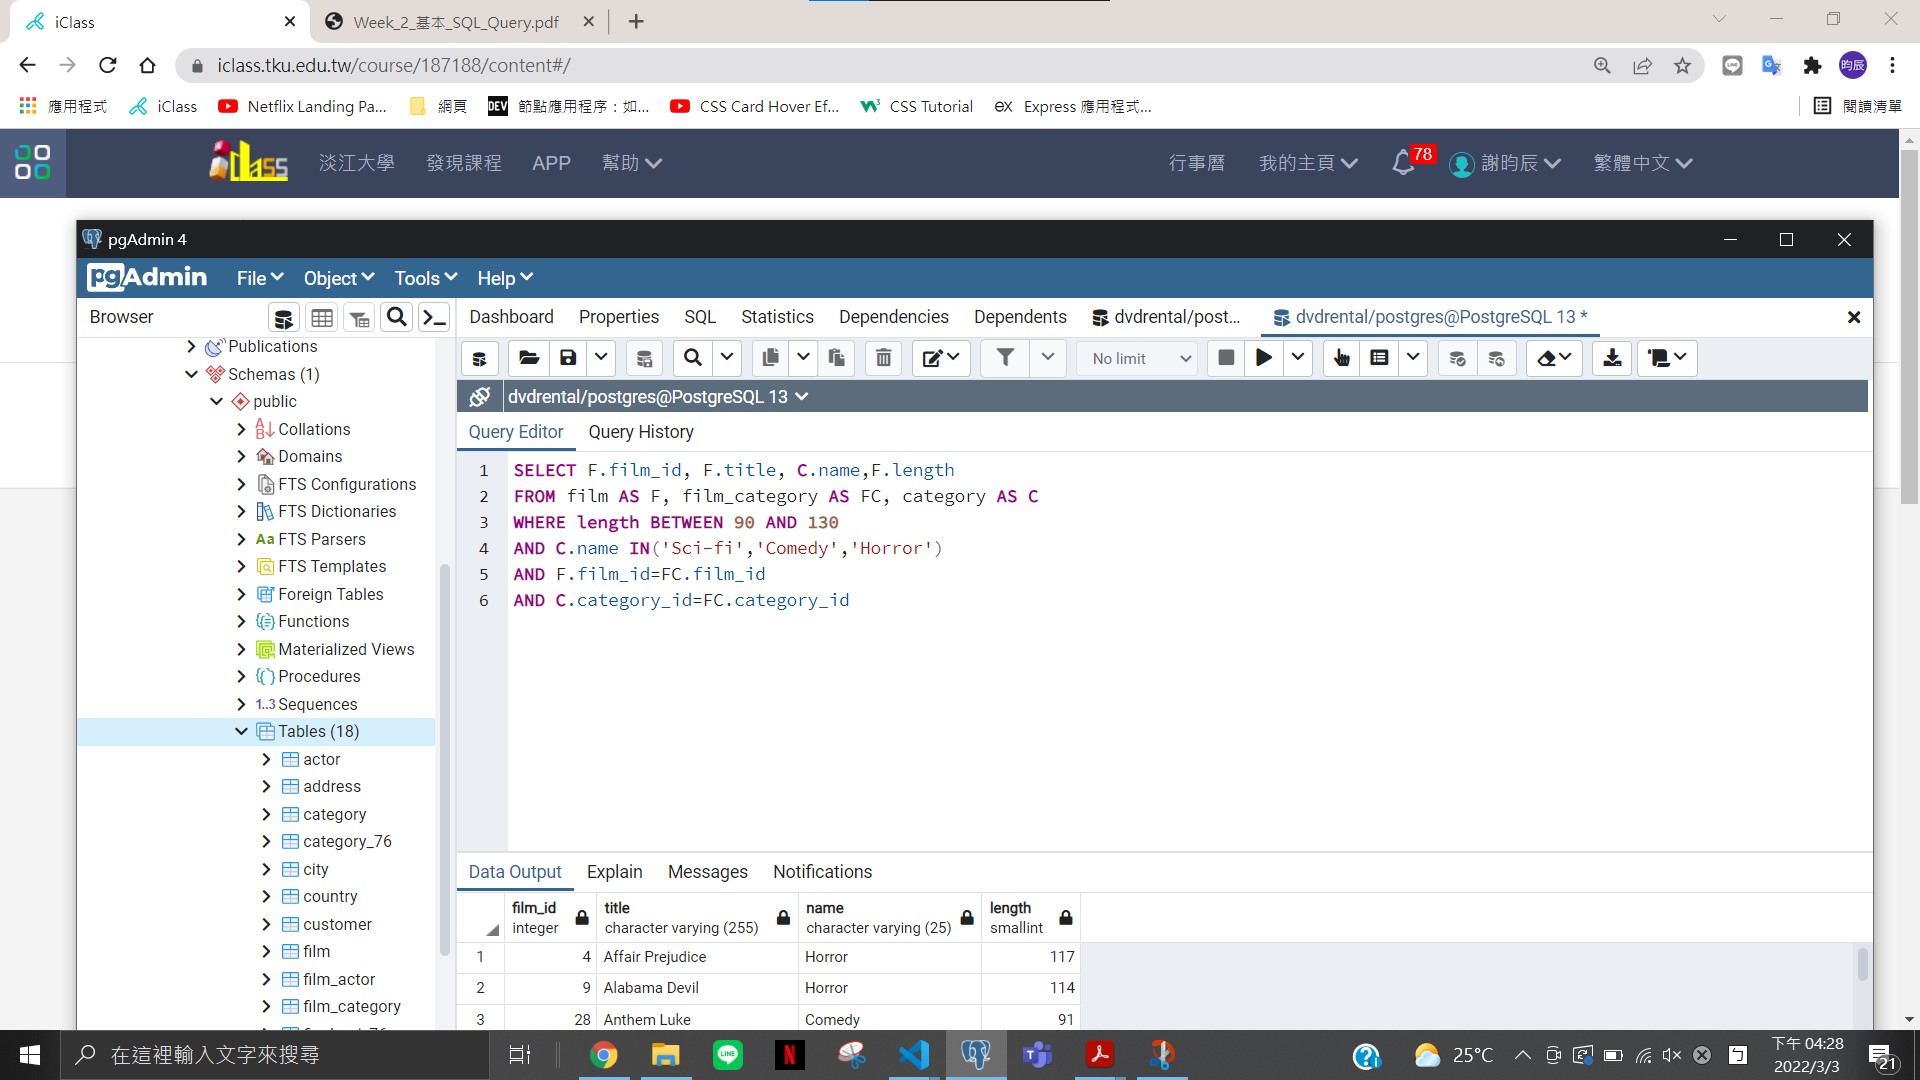 iClass
Week_2_基本_SQL_Query.pdf
iclass.tku.edu.tw/course/187188/content#/
昀辰
應用程式
iClass
Netflix Landing Pa...
網頁
DEV
節點應用程序：如...
CSS Card Hover Ef...
CSS Tutorial
ex
Express 應用程式...
閱讀清單
iClass
淡江大學
發現課程
APP
幫助
行事曆
我的主頁
78
謝昀辰
繁體中文
pgAdmin 4
pgAdmin
File
Object
Tools
Help
Browser
Dashboard
Properties
SQL
Statistics
Dependencies
Dependents
dvdrental/post...
dvdrental/postgres@PostgreSQL 13 *
No limit
dvdrental/postgres@PostgreSQL 13
Query Editor
Query History
1 SELECT F.film_id, F.title, C.name,F.length
2 FROM film AS F, film_category AS FC, category AS C
3 WHERE length BETWEEN 90 AND 130
4 AND C.name IN('Sci-fi','Comedy','Horror')
5 AND F.film_id=FC.film_id
6 AND C.category_id=FC.category_id
Publications
Schemas (1)
public
Collations
Domains
FTS Configurations
FTS Dictionaries
Aa FTS Parsers
FTS Templates
Foreign Tables
Functions
Materialized Views
Procedures
1..3 Sequences
Tables (18)
actor
address
category
category_76
city
country
customer
film
film_actor
film_category
Data Output
Explain
Messages
Notifications
film_id integer
title character varying (255)
name character varying (25)
length smallint
1 4 Affair Prejudice Horror 117
2 9 Alabama Devil Horror 114
3 28 Anthem Luke Comedy 91
在這裡輸入文字來搜尋
LINE
N
25°C
下午 04:28
2022/3/3
21